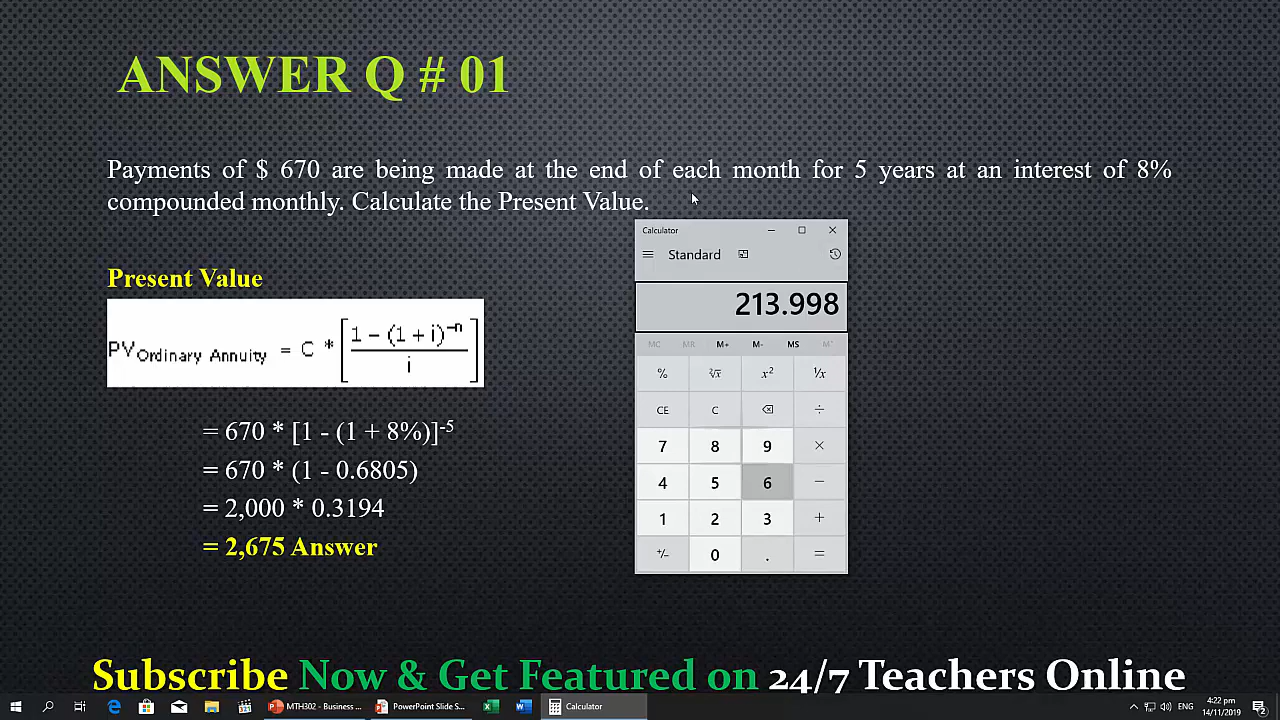 ANSWER Q # 01
Payments of $ 670 are being made at the end of each month for 5 years at an interest of 8%
compounded monthly. Calculate the Present Value.
Calculator
Standard
213.998
MC MR M+ M- MS M˅
% ²√x x² ¹/x
CE C ⌫ ÷
7 8 9 ×
4 5 6 −
1 2 3 +
+/− 0 . =
Present Value
PV Ordinary Annuity = C * [ 1 − (1 + i)⁻ⁿ / i ]
= 670 * [1 - (1 + 8%)]⁻⁵
= 670 * (1 - 0.6805)
= 2,000 * 0.3194
= 2,675 Answer
Subscribe Now & Get Featured on 24/7 Teachers Online
MTH302 - Business ... PowerPoint Slide S... Calculator ENG 4:22 pm
14/11/2019